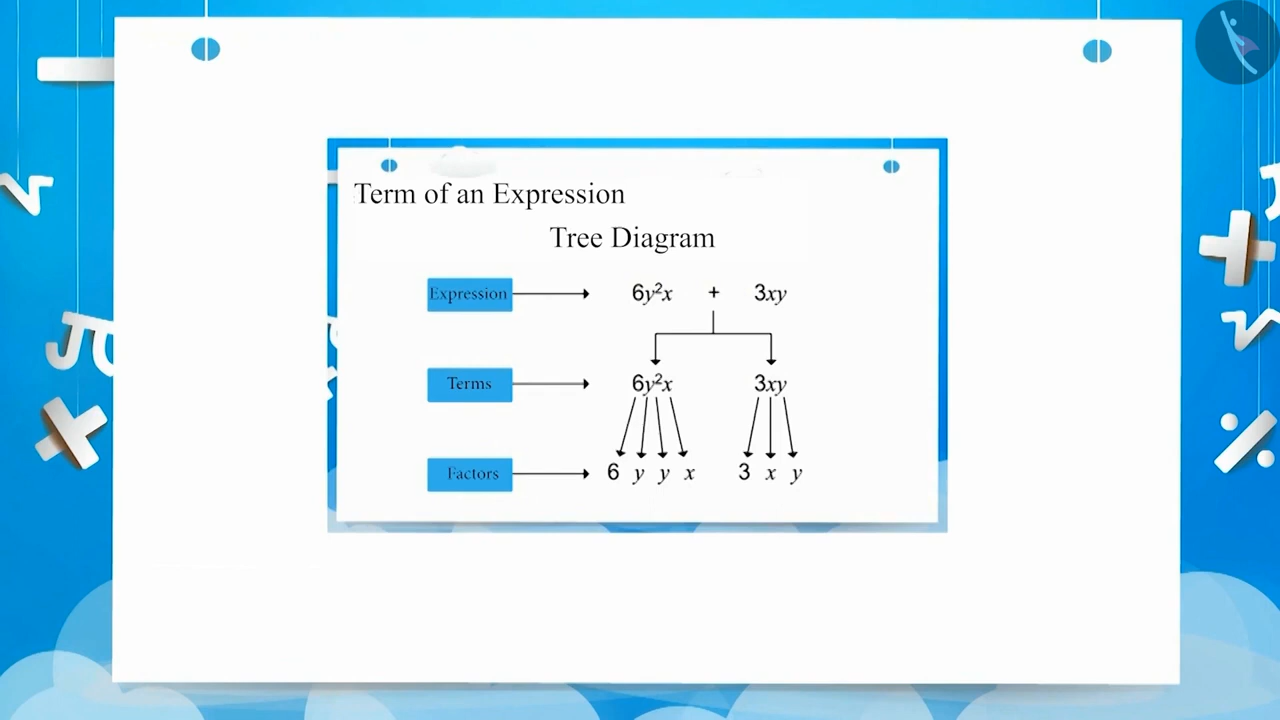 Term of an Expression
Tree Diagram
Expression 6y²x + 3xy
Terms 6y²x 3xy
Factors 6 y y x 3 x y